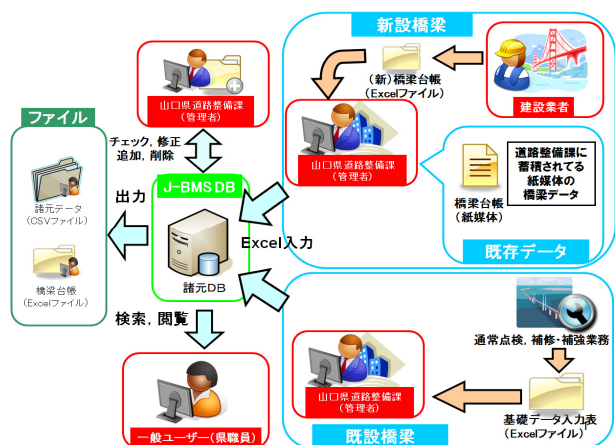 新設橋梁
(新)橋梁台帳
(Excelファイル)
建設業者
山口県道路整備課
(管理者)
山口県道路整備課
(管理者)
ファイル
チェック, 修正
追加, 削除
J-BMS DB
諸元データ
(CSVファイル)
出力
諸元DB
Excel入力
橋梁台帳
(Excelファイル)
道路整備課に
蓄積されてる
紙媒体の
橋梁データ
橋梁台帳
(紙媒体)
既存データ
検索, 閲覧
一般ユーザー(県職員)
通常点検, 補修・補強業務
山口県道路整備課
(管理者)
基礎データ入力表
(Excelファイル)
既設橋梁